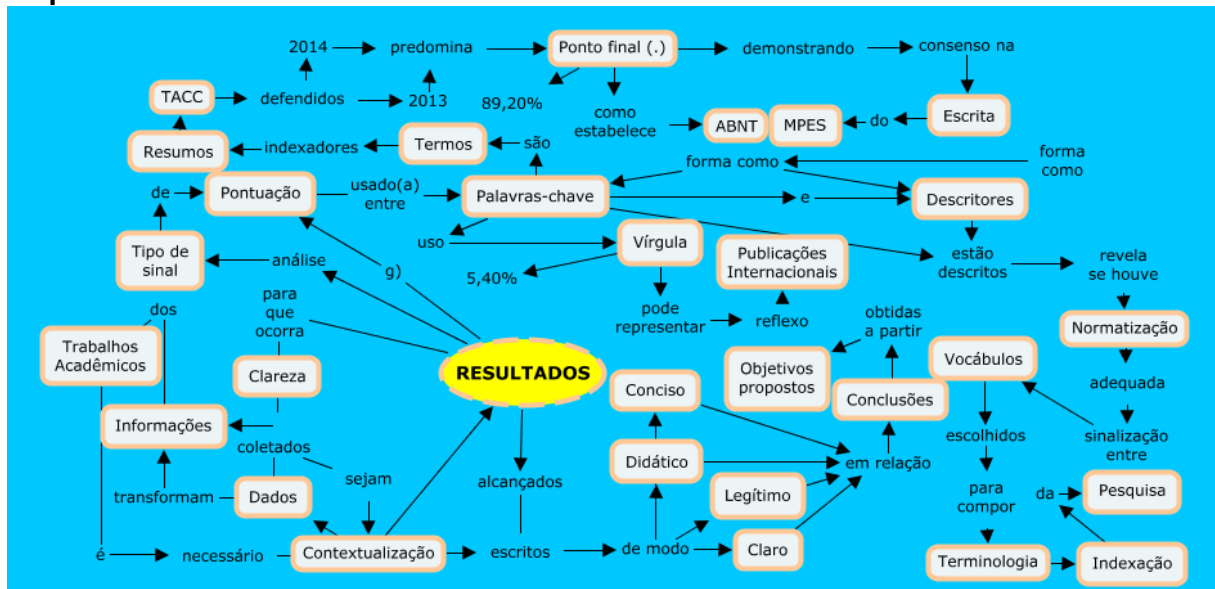 2014
predomina
Ponto final (.)
demonstrando
consenso na
TACC
defendidos
2013
89,20%
como
estabelece
ABNT
MPES
do
Escrita
Resumos
indexadores
Termos
são
forma como
forma
como
de
Pontuação
usado(a)
entre
Palavras-chave
e
Descritores
Tipo de
sinal
análise
g)
uso
Vírgula
5,40%
Publicações
Internacionais
estão
descritos
revela
se houve
dos
para
que
ocorra
pode
representar
reflexo
obtidas
a partir
Normatização
Trabalhos
Acadêmicos
Clareza
RESULTADOS
Conciso
Objetivos
propostos
Conclusões
Vocábulos
adequada
Informações
coletados
Didático
em relação
escolhidos
sinalização
entre
transformam
Dados
sejam
alcançados
Legítimo
para
compor
da
Pesquisa
é
necessário
Contextualização
escritos
de modo
Claro
Terminologia
Indexação